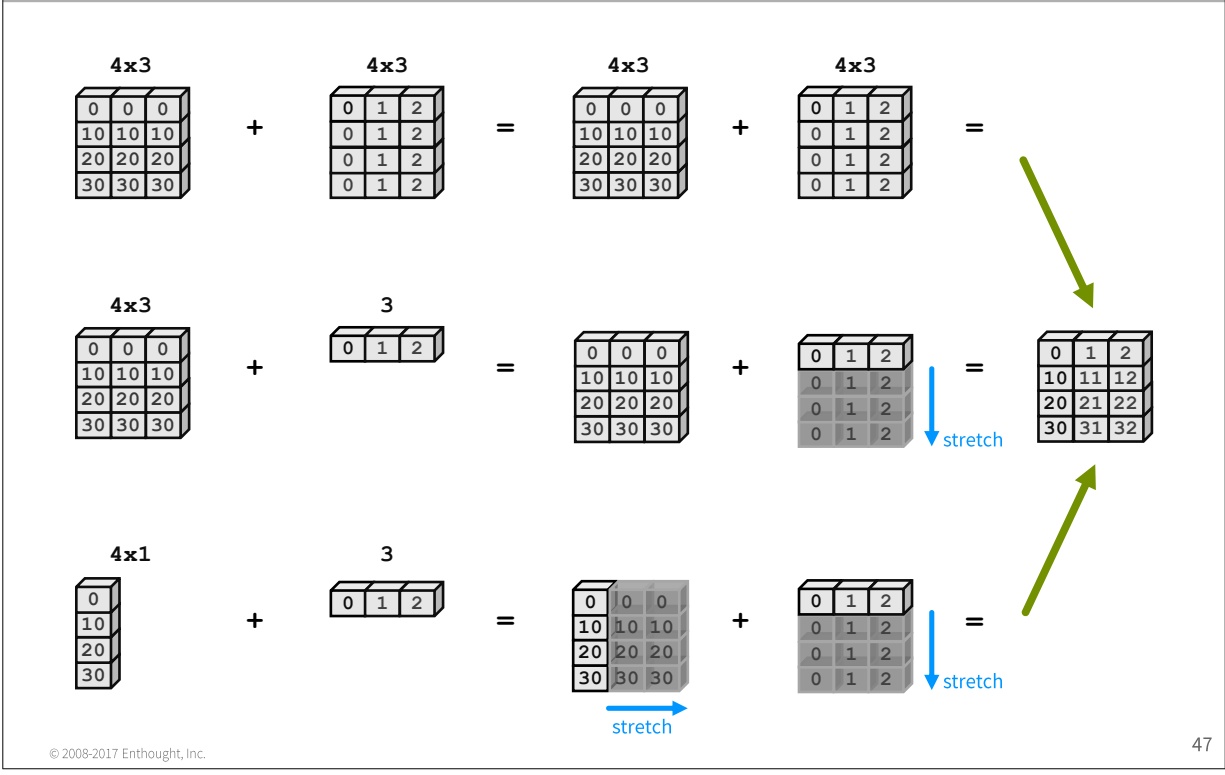 4x3 4x3 4x3 4x3
0 0 0 + 0 1 2 = 0 0 0 + 0 1 2 =
10 10 10 0 1 2 10 10 10 0 1 2
20 20 20 0 1 2 20 20 20 0 1 2
30 30 30 0 1 2 30 30 30 0 1 2
4x3 3
0 0 0 + 0 1 2 = 0 0 0 + 0 1 2 = 0 1 2
10 10 10 10 10 10 0 1 2 10 11 12
20 20 20 20 20 20 0 1 2 20 21 22
30 30 30 30 30 30 0 1 2 30 31 32
stretch
4x1 3
0 + 0 1 2 = 0 0 0 + 0 1 2 =
10 10 10 10 0 1 2
20 20 20 20 0 1 2
30 30 30 30 0 1 2
stretch
stretch
© 2008-2017 Enthought, Inc.
47